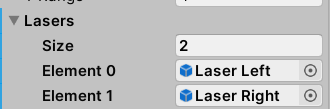 Lasers
Size 2
Element 0 Laser Left
Element 1 Laser Right